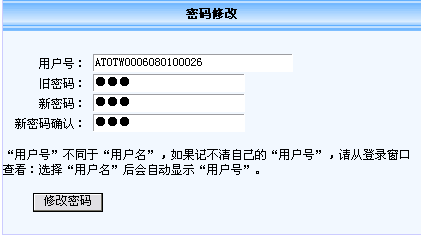 密码修改
用户号： AT0TW0006080100026
旧密码： ●●●
新密码： ●●●
新密码确认： ●●●
“用户号”不同于“用户名”，如果记不清自己的“用户号”，请从登录窗口
查看：选择“用户名”后会自动显示“用户号”。
修改密码